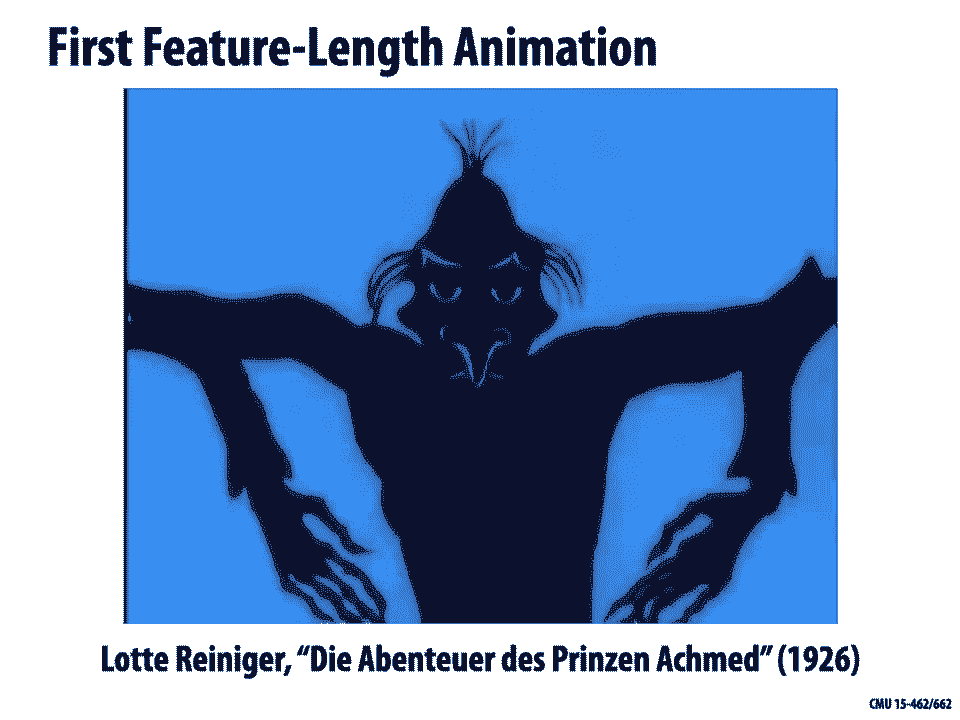 First Feature-Length Animation
Lotte Reiniger, “Die Abenteuer des Prinzen Achmed” (1926)
CMU 15-462/662